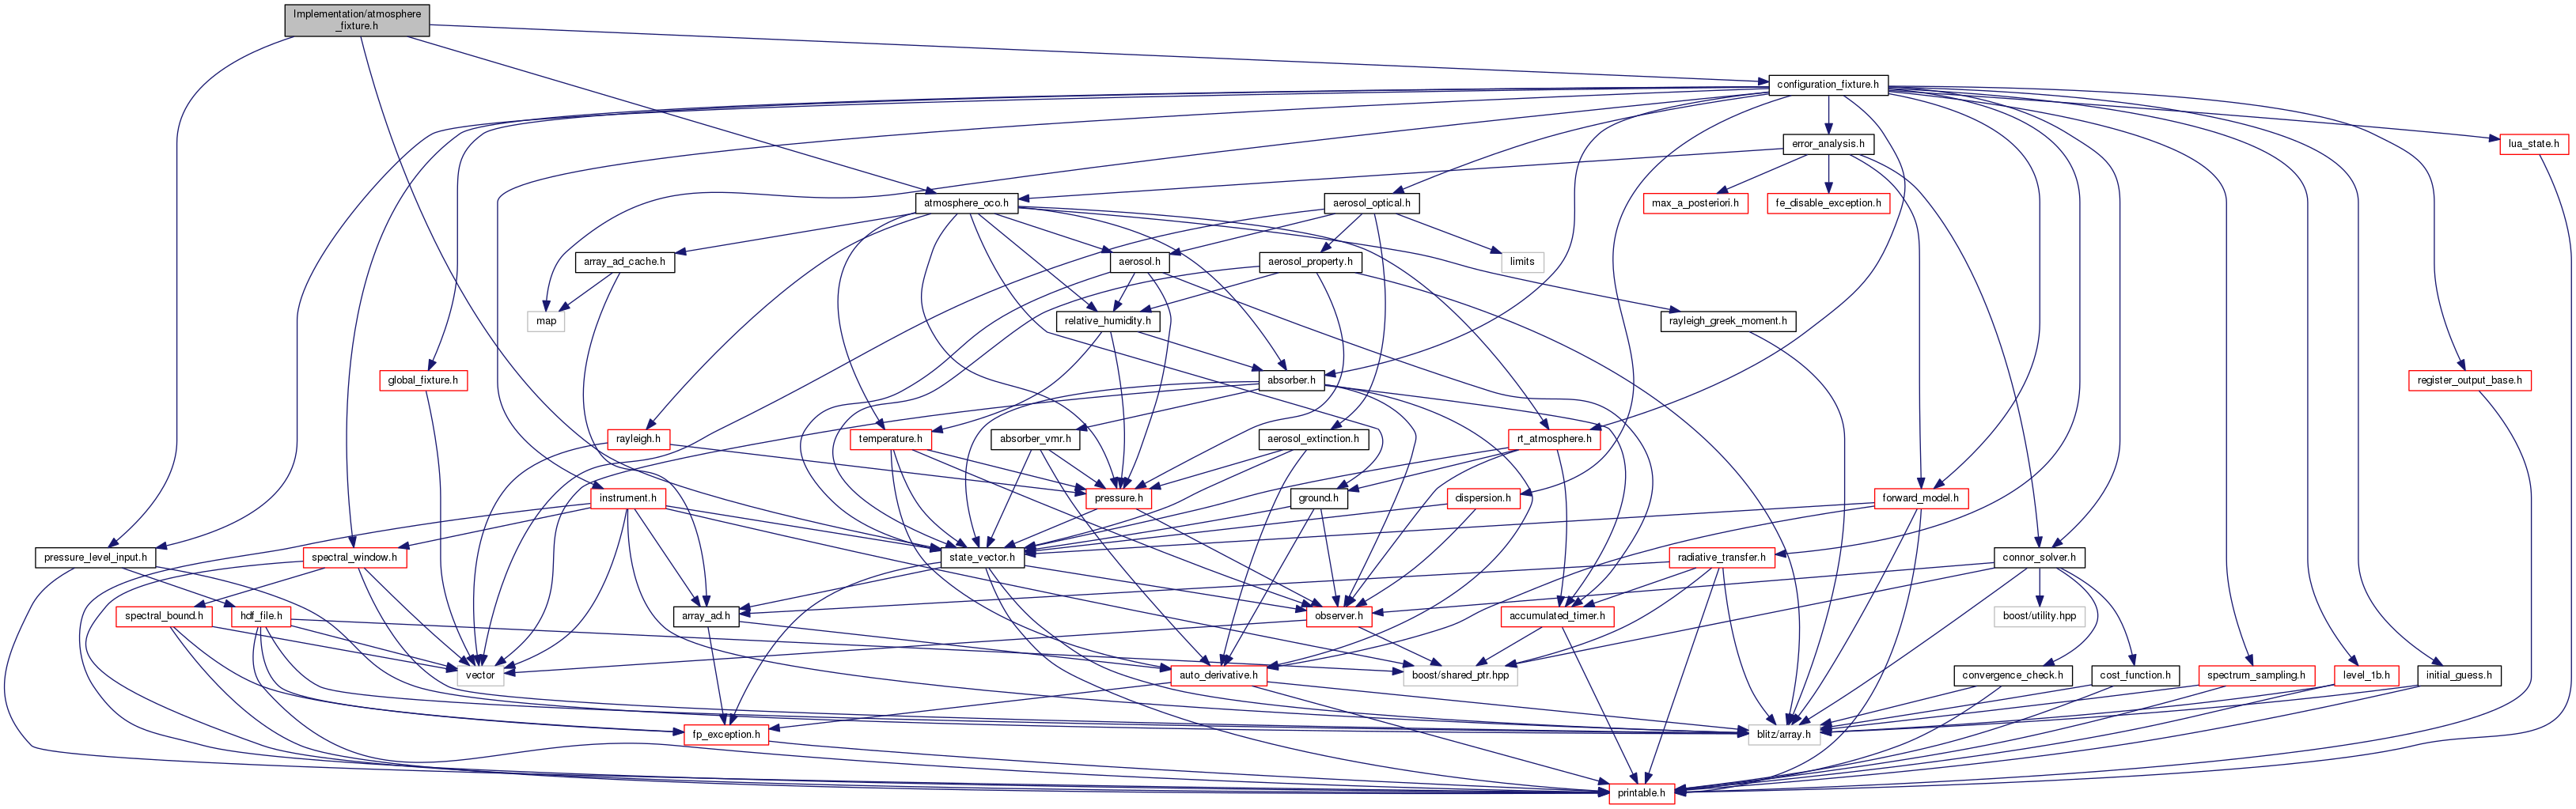 Implementation/atmosphere
_fixture.h
configuration_fixture.h
error_analysis.h
lua_state.h
atmosphere_oco.h
aerosol_optical.h
max_a_posteriori.h
fe_disable_exception.h
array_ad_cache.h
aerosol.h
aerosol_property.h
limits
map
relative_humidity.h
rayleigh_greek_moment.h
global_fixture.h
absorber.h
register_output_base.h
rayleigh.h
temperature.h
absorber_vmr.h
aerosol_extinction.h
rt_atmosphere.h
instrument.h
pressure.h
ground.h
dispersion.h
forward_model.h
pressure_level_input.h
spectral_window.h
state_vector.h
radiative_transfer.h
connor_solver.h
spectral_bound.h
hdf_file.h
array_ad.h
observer.h
accumulated_timer.h
boost/utility.hpp
vector
auto_derivative.h
boost/shared_ptr.hpp
convergence_check.h
cost_function.h
spectrum_sampling.h
level_1b.h
initial_guess.h
fp_exception.h
blitz/array.h
printable.h